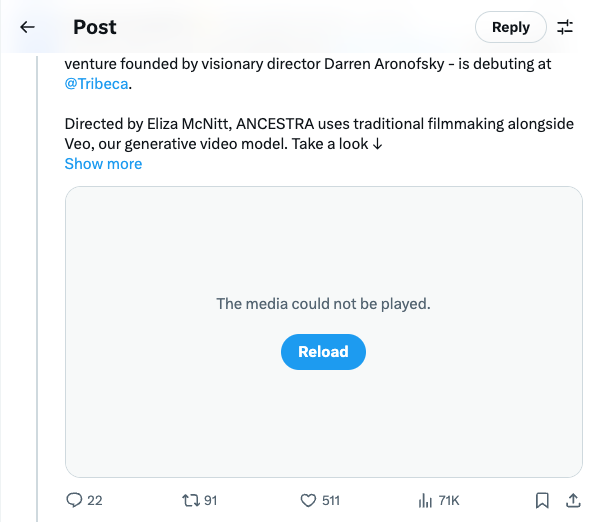 Post
Reply
venture founded by visionary director Darren Aronofsky - is debuting at
@Tribeca.
Directed by Eliza McNitt, ANCESTRA uses traditional filmmaking alongside
Veo, our generative video model. Take a look ↓
Show more
The media could not be played.
Reload
22 91 511 71K